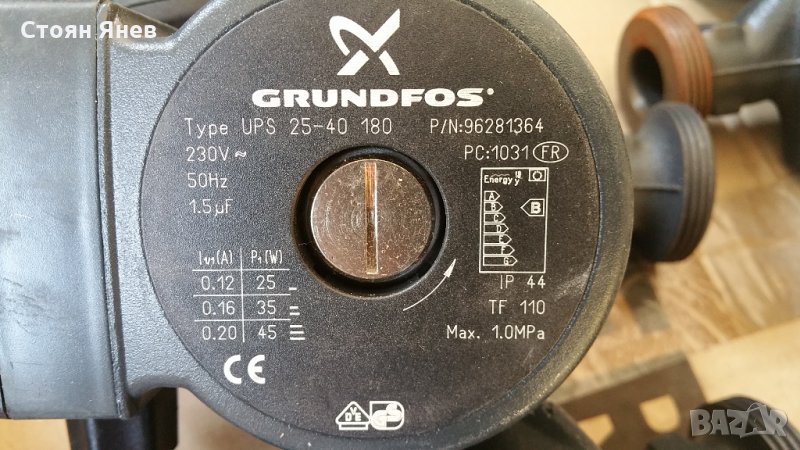 Стоян Янев
GRUNDFOS
Type UPS 25-40 180 P/N:96281364
230V ~ PC:1031 FR
50Hz
1.5µF
Energy
A
B
C
D
E
F
G
B
I1/1(A) P1(W)
0.12 25
0.16 35
0.20 45
IP 44
TF 110
Max. 1.0MPa
CE
DVE
BAZAR